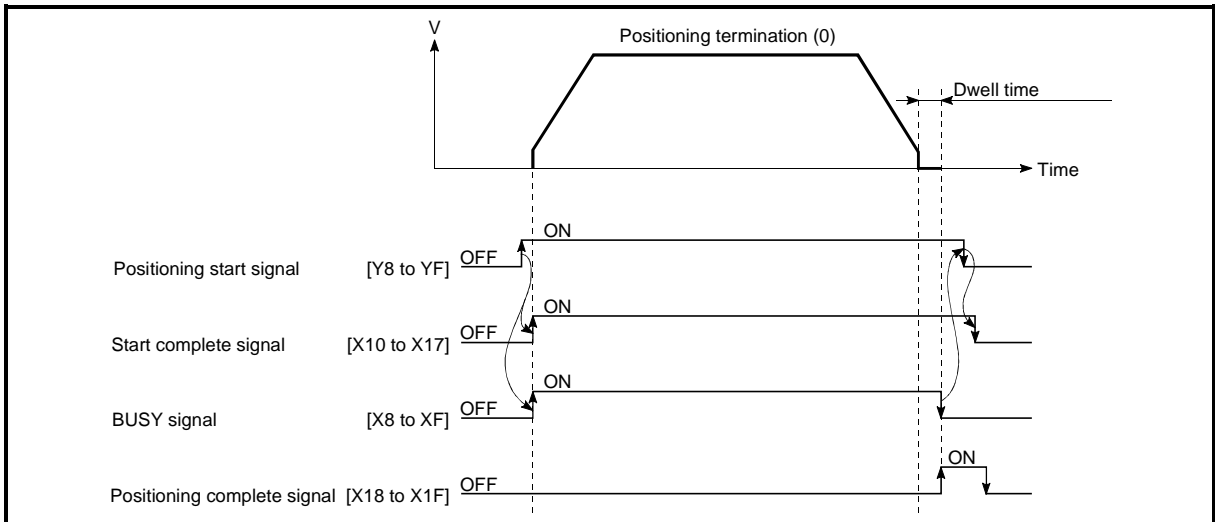 V
Positioning termination (0)
Dwell time
Time
ON
Positioning start signal [Y8 to YF] OFF
ON
Start complete signal [X10 to X17] OFF
ON
BUSY signal [X8 to XF] OFF
ON
Positioning complete signal [X18 to X1F] OFF